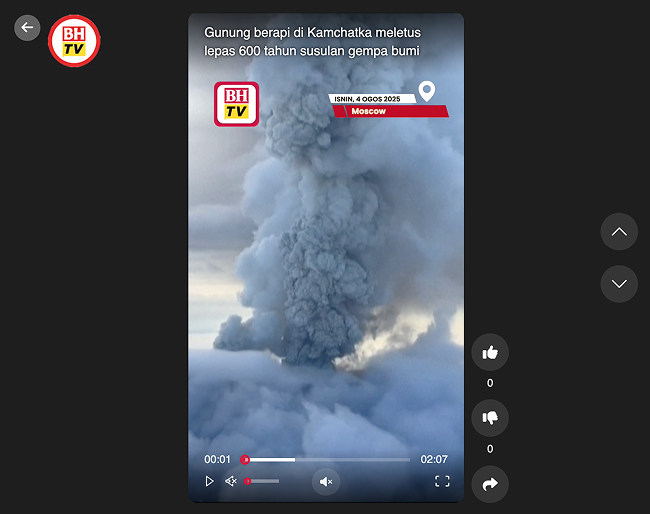 BH
TV
Gunung berapi di Kamchatka meletus
lepas 600 tahun susulan gempa bumi
BH
TV
ISNIN, 4 OGOS 2025
Moscow
0
0
00:01
02:07